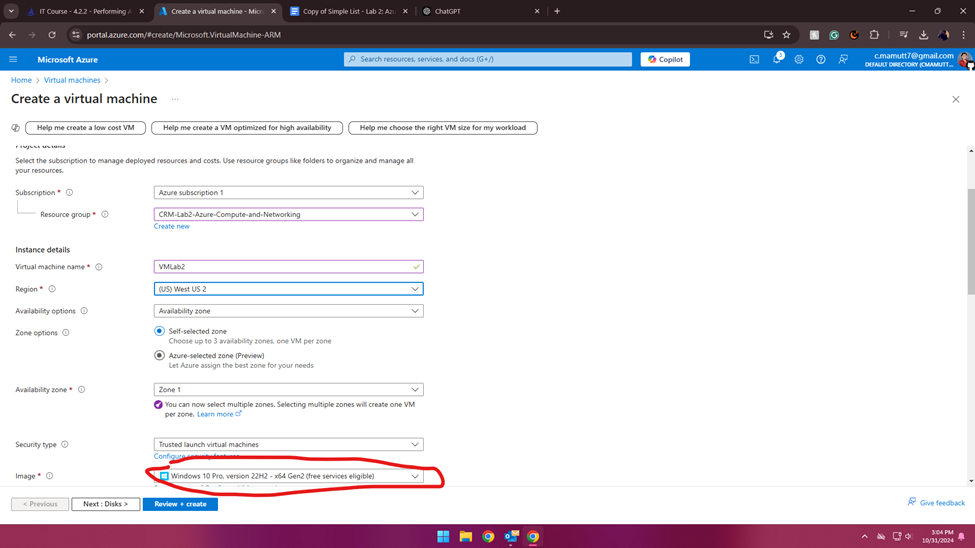 IT Course - 4.2.2 - Performing A
Create a virtual machine - Micr
Copy of Simple List - Lab 2: Azu
ChatGPT
portal.azure.com/#create/Microsoft.VirtualMachine-ARM
Microsoft Azure
Search resources, services, and docs (G+/)
Copilot
c.mamutt7@gmail.com
DEFAULT DIRECTORY (CMAMUTT...
Home > Virtual machines >
Create a virtual machine ...
Help me create a low cost VM
Help me create a VM optimized for high availability
Help me choose the right VM size for my workload
Project details
Select the subscription to manage deployed resources and costs. Use resource groups like folders to organize and manage all
your resources.
Subscription *
Azure subscription 1
Resource group *
CRM-Lab2-Azure-Compute-and-Networking
Create new
Instance details
Virtual machine name *
VMLab2
Region *
(US) West US 2
Availability options
Availability zone
Zone options
Self-selected zone
Choose up to 3 availability zones, one VM per zone
Azure-selected zone (Preview)
Let Azure assign the best zone for your needs
Availability zone *
Zone 1
You can now select multiple zones. Selecting multiple zones will create one VM
per zone. Learn more
Security type
Trusted launch virtual machines
Configure security features
Image *
Windows 10 Pro, version 22H2 - x64 Gen2 (free services eligible)
< Previous
Next : Disks >
Review + create
Give feedback
3:04 PM
10/31/2024